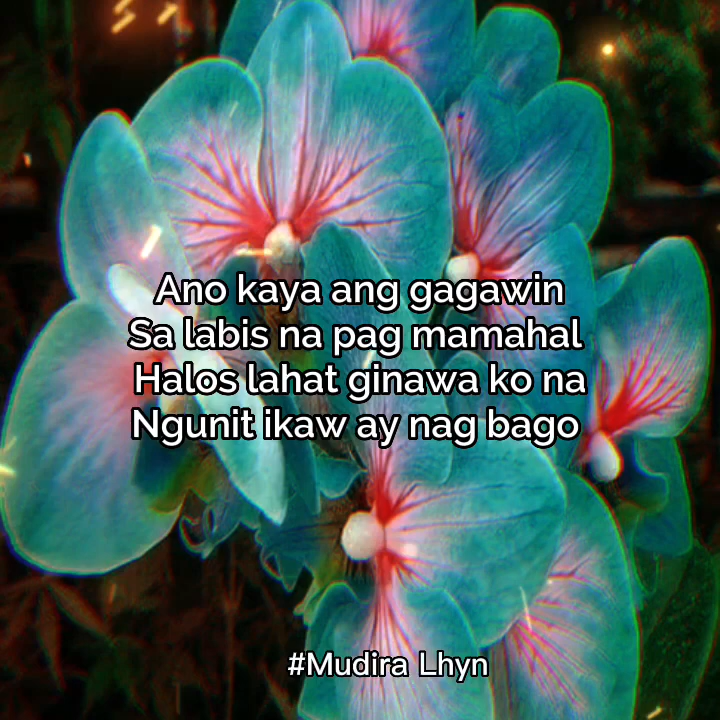 Ano kaya ang gagawin
Sa labis na pag mamahal
Halos lahat ginawa ko na
Ngunit ikaw ay nag bago
#Mudira Lhyn